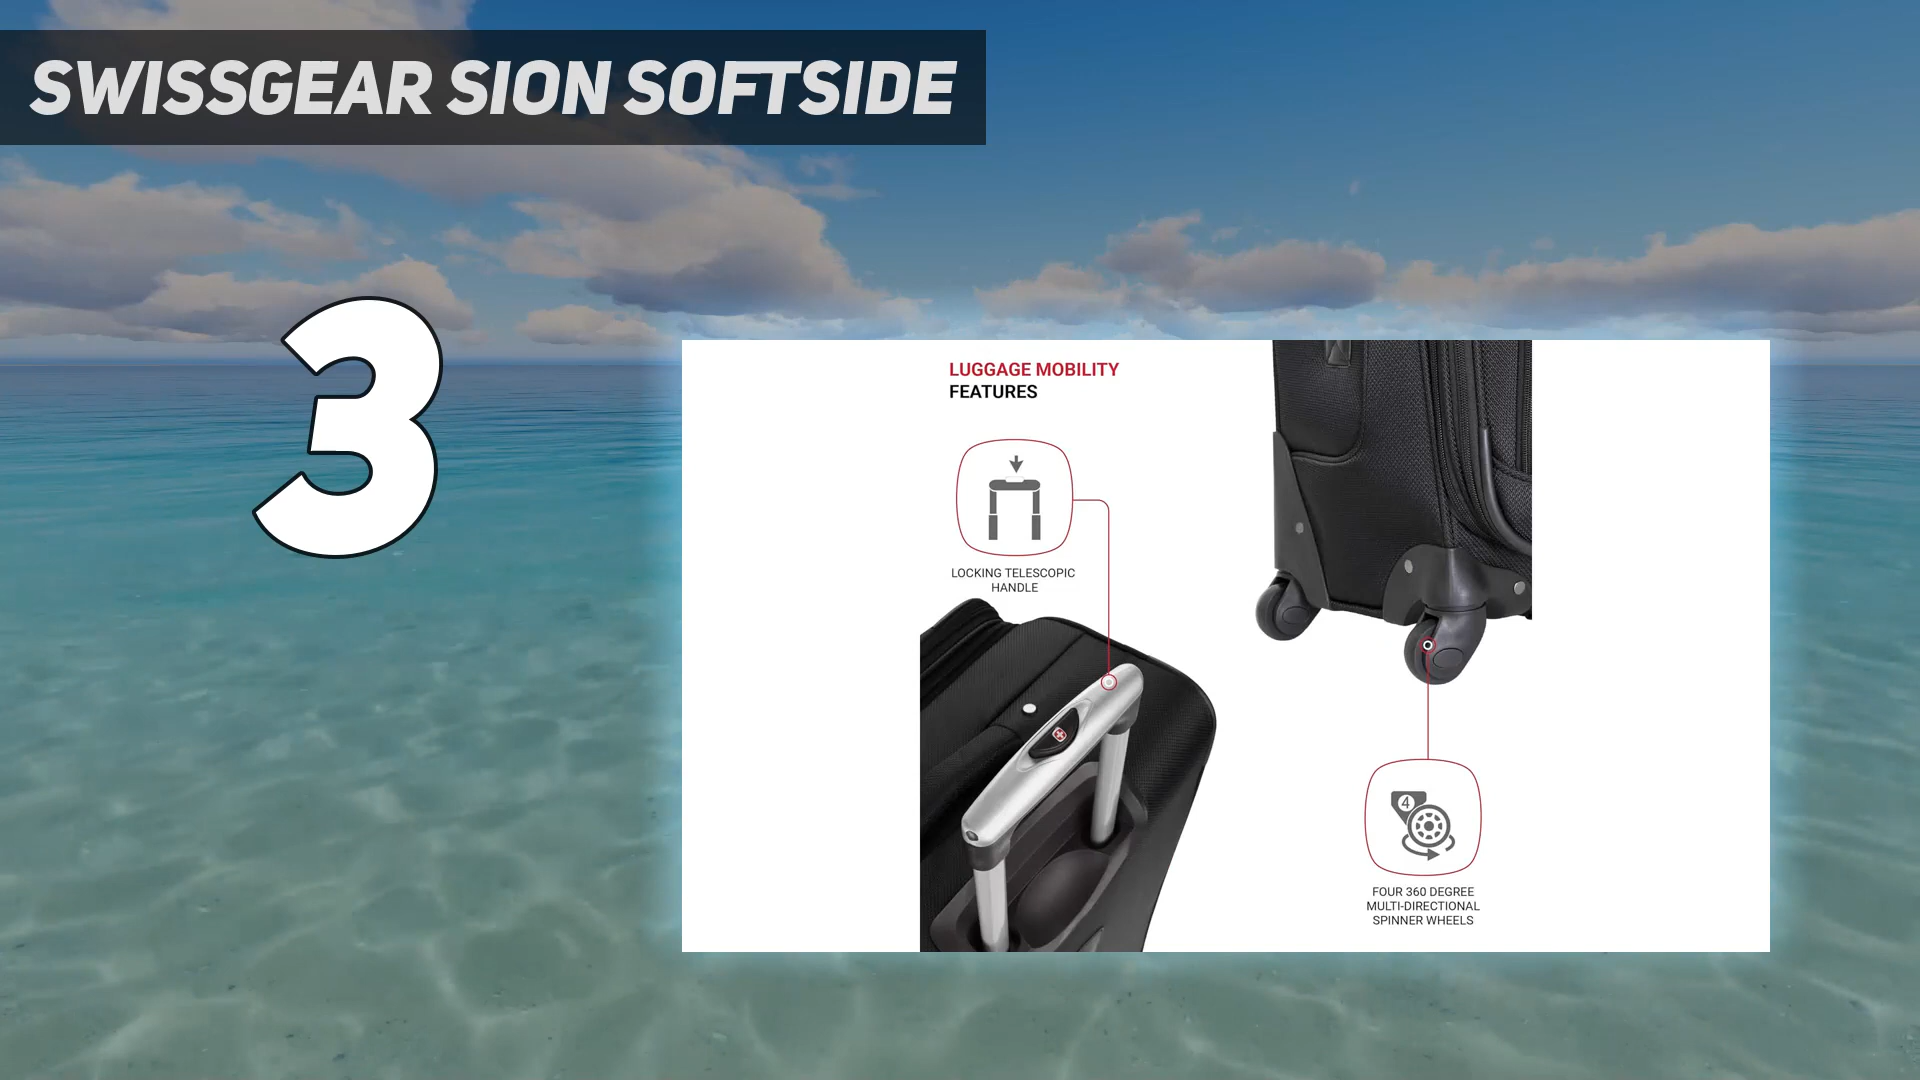 SWISSGEAR SION SOFTSIDE
3
LUGGAGE MOBILITY
FEATURES
LOCKING TELESCOPIC
HANDLE
4
FOUR 360 DEGREE
MULTI-DIRECTIONAL
SPINNER WHEELS